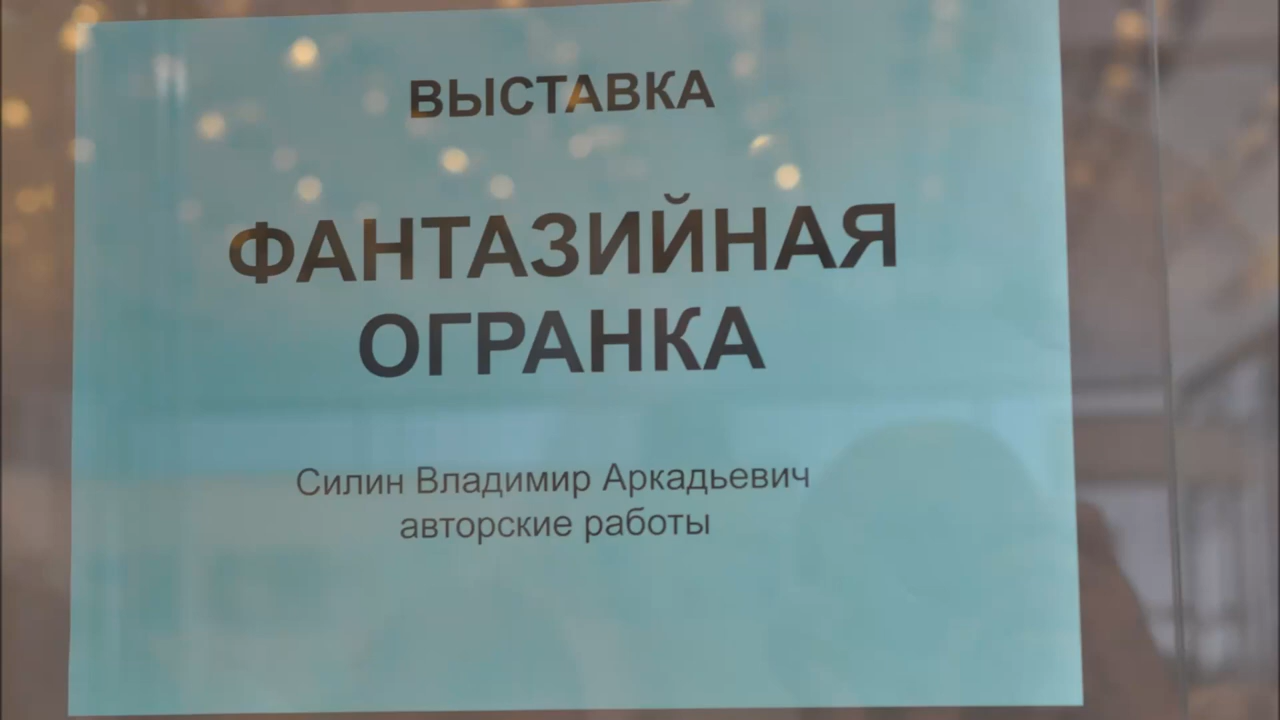 ВЫСТАВКА
ФАНТАЗИЙНАЯ
ОГРАНКА
Силин Владимир Аркадьевич
авторские работы